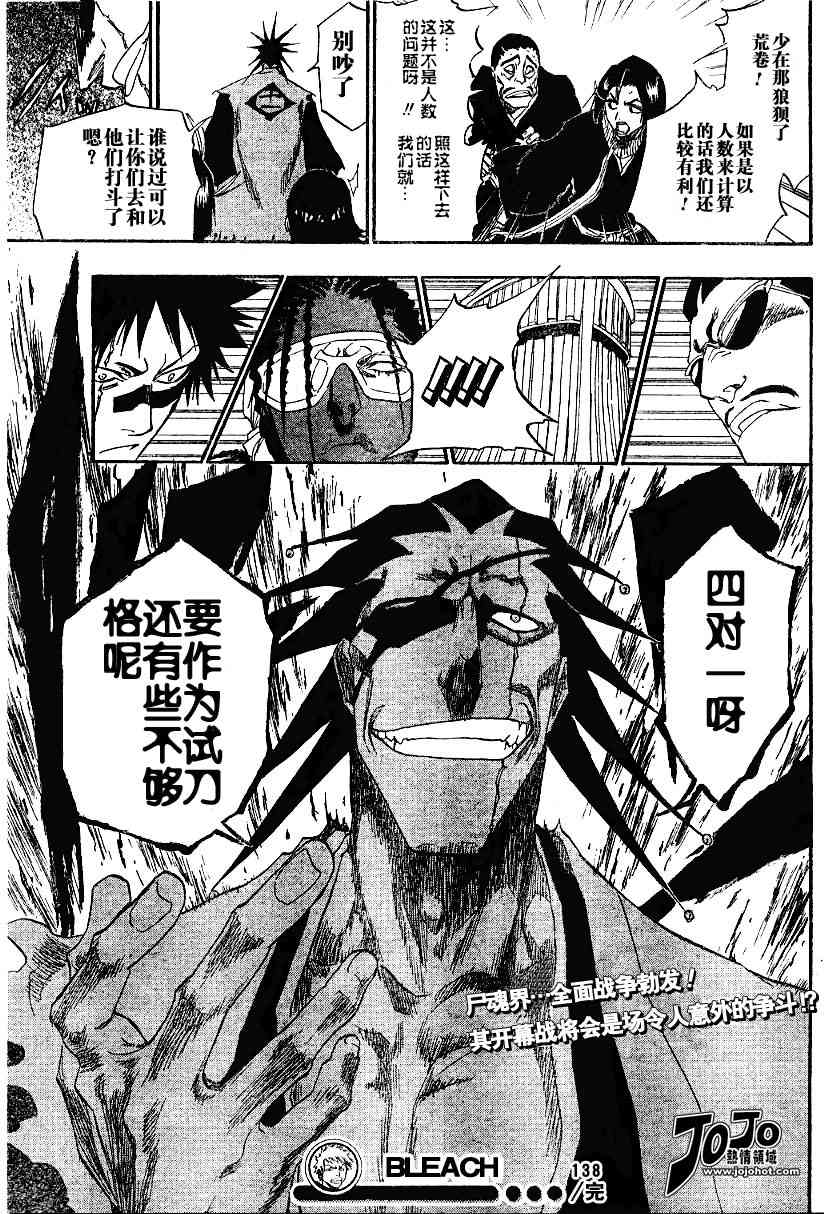 少在那狼狈了
荒卷！
如果是以
人数来计算
的话我们还
比较有利！
这…
这并不是人数
的问题呀!!
照这样下去
的话
我们就…
别吵了
谁说过可以
让你们去和
他们打斗了
嗯？
!!!!!
四对一呀
要作为试刀
还有些不够
格呢
尸魂界…全面战争勃发！
其开幕战将会是场令人意外的争斗!?
BLEACH
138
/完
JOJO
熱情領域
www.jojohot.com